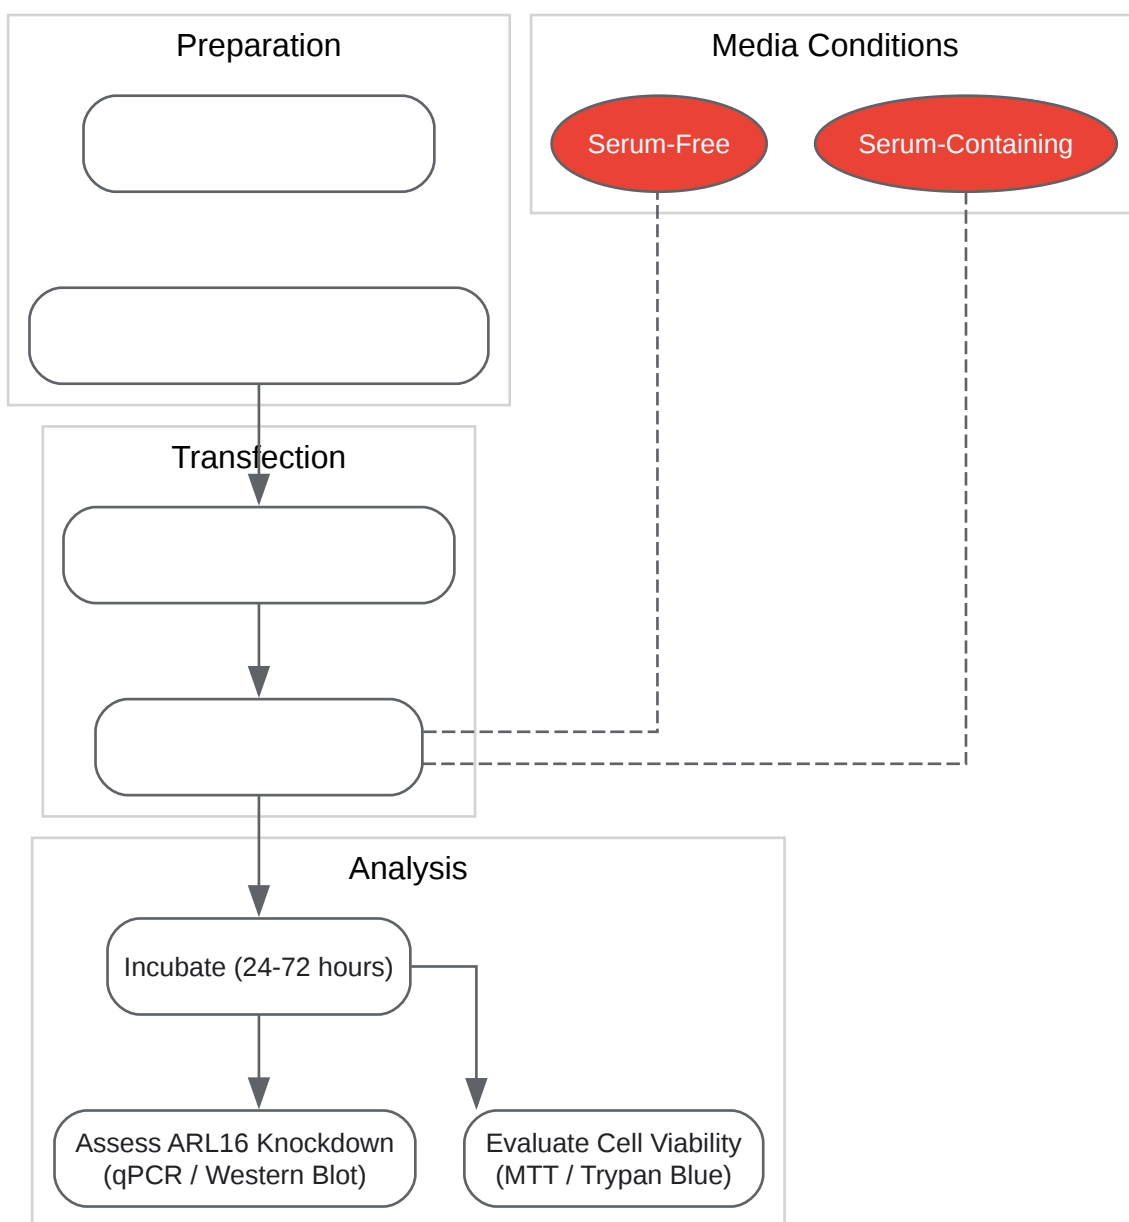 Preparation
Media Conditions
Serum-Free
Serum-Containing
Transfection
Analysis
Incubate (24-72 hours)
Assess ARL16 Knockdown
(qPCR / Western Blot)
Evaluate Cell Viability
(MTT / Trypan Blue)